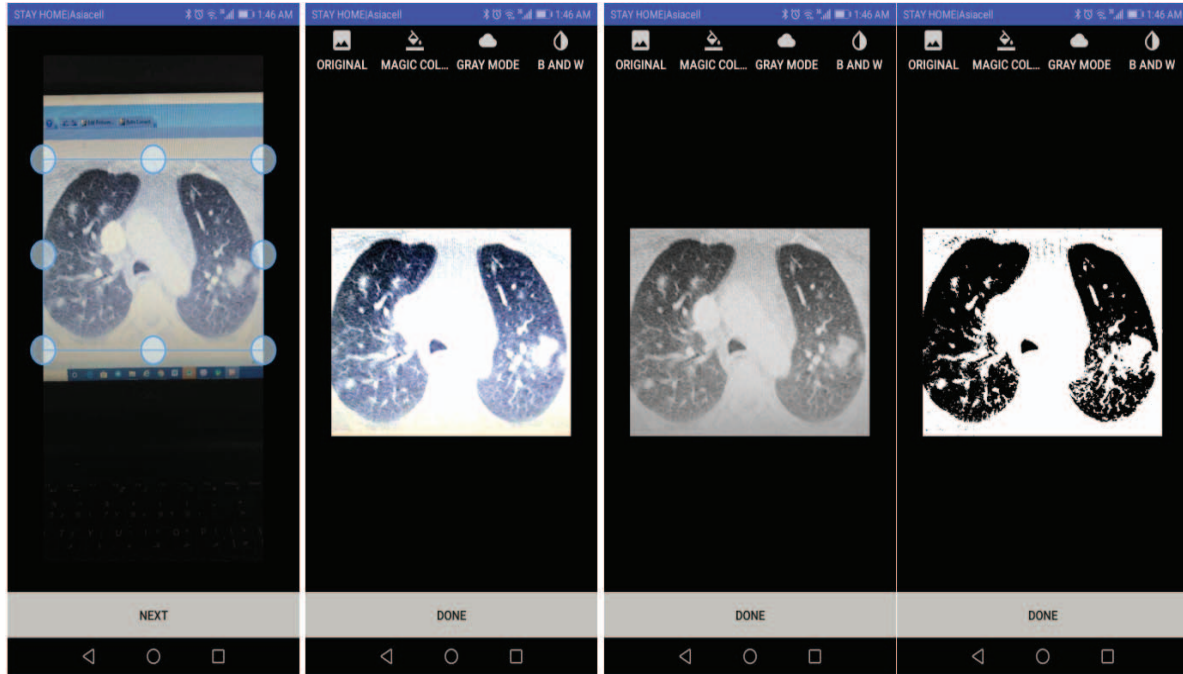 STAY HOME|Asiacell 1:46 AM
NEXT
STAY HOME|Asiacell 1:46 AM
ORIGINAL MAGIC COL... GRAY MODE B AND W
DONE
STAY HOME|Asiacell 1:46 AM
ORIGINAL MAGIC COL... GRAY MODE B AND W
DONE
STAY HOME|Asiacell 1:46 AM
ORIGINAL MAGIC COL... GRAY MODE B AND W
DONE